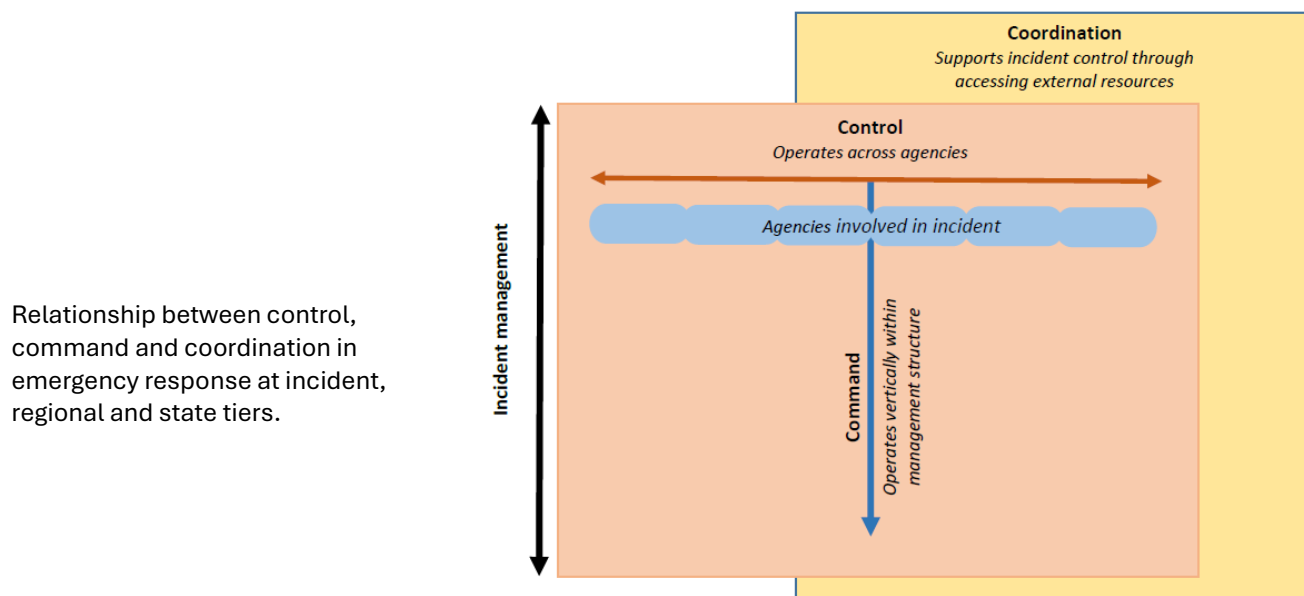 Relationship between control,
command and coordination in
emergency response at incident,
regional and state tiers.
Coordination
Supports incident control through
accessing external resources
Control
Operates across agencies
Agencies involved in incident
Incident management
Command
Operates vertically within
management structure